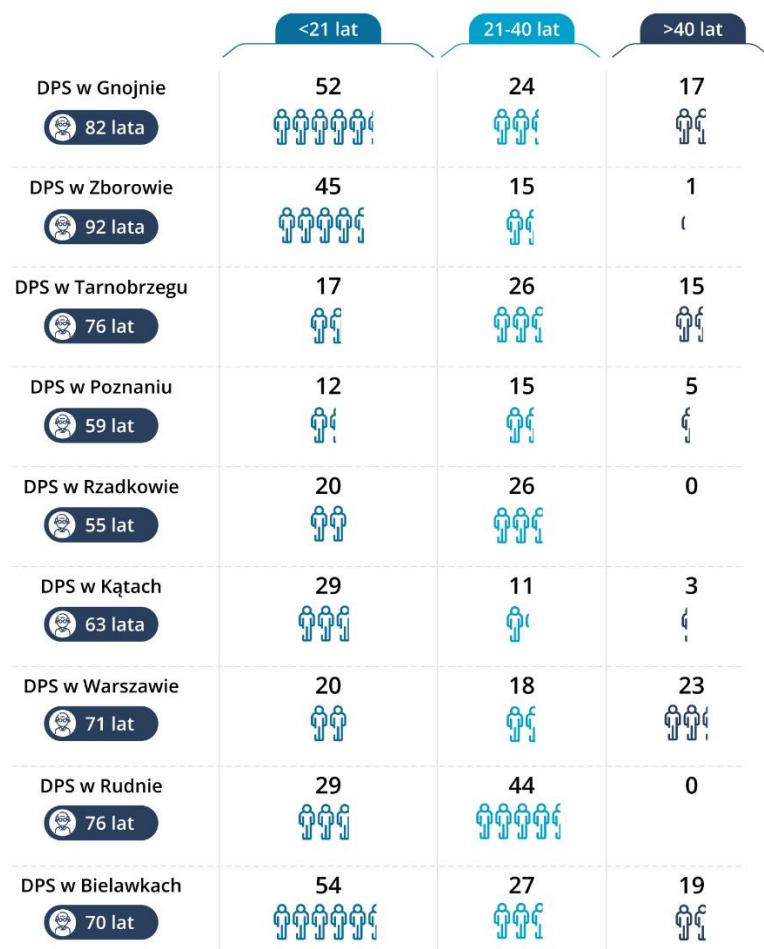 <21 lat 21-40 lat >40 lat
DPS w Gnojnie 52 24 17
82 lata
DPS w Zborowie 45 15 1
92 lata
DPS w Tarnobrzegu 17 26 15
76 lat
DPS w Poznaniu 12 15 5
59 lat
DPS w Rzadkowie 20 26 0
55 lat
DPS w Kątach 29 11 3
63 lata
DPS w Warszawie 20 18 23
71 lat
DPS w Rudnie 29 44 0
76 lat
DPS w Bielawkach 54 27 19
70 lat